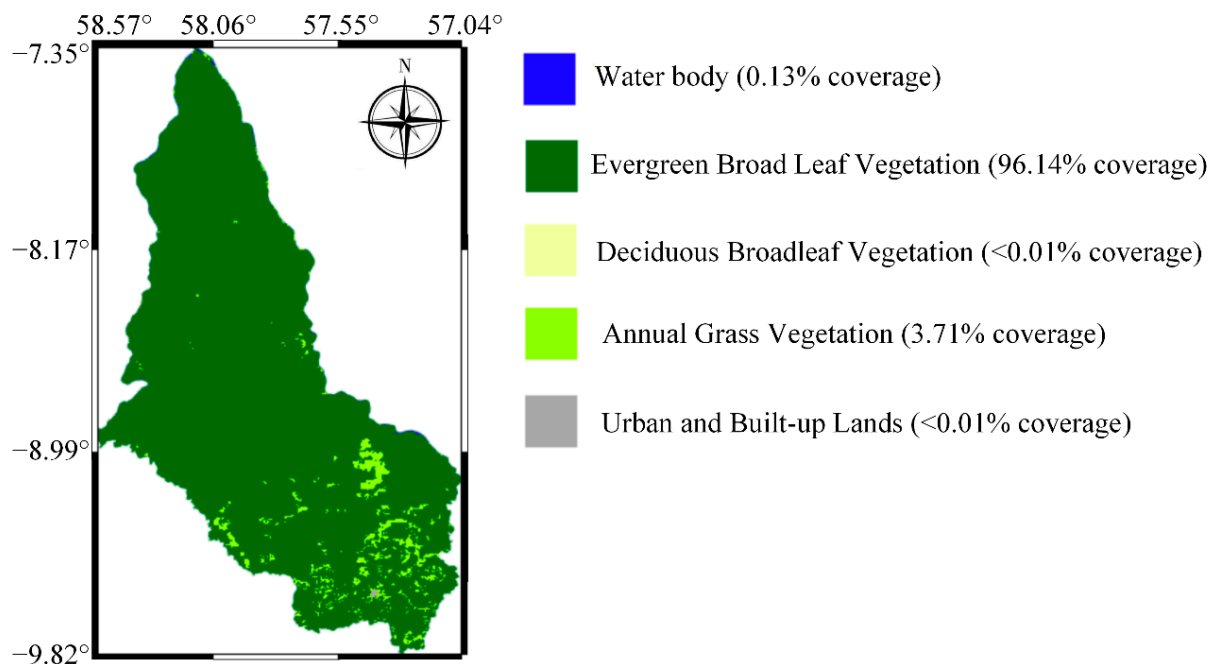 58.57° 58.06° 57.55° 57.04°
−7.35°
N
−8.17°
−8.99°
−9.82°
Water body (0.13% coverage)
Evergreen Broad Leaf Vegetation (96.14% coverage)
Deciduous Broadleaf Vegetation (<0.01% coverage)
Annual Grass Vegetation (3.71% coverage)
Urban and Built-up Lands (<0.01% coverage)